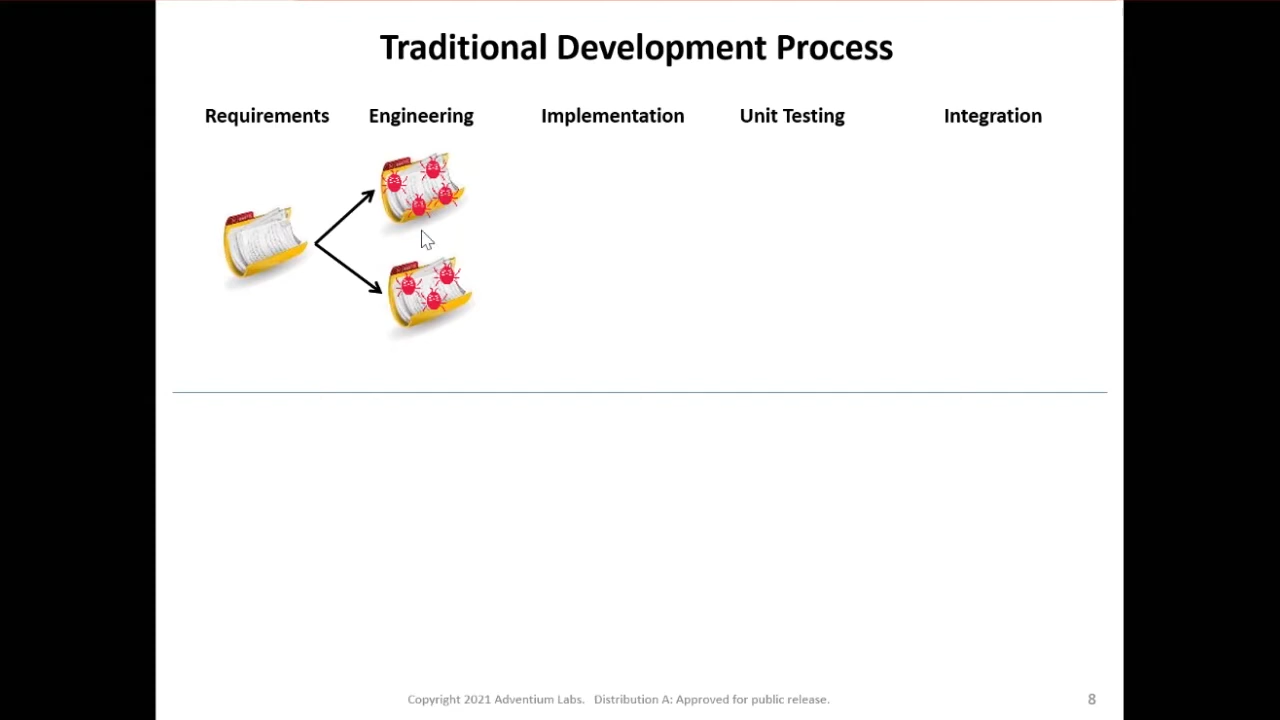 Traditional Development Process
Requirements Engineering Implementation Unit Testing Integration
Copyright 2021 Adventium Labs. Distribution A: Approved for public release. 8